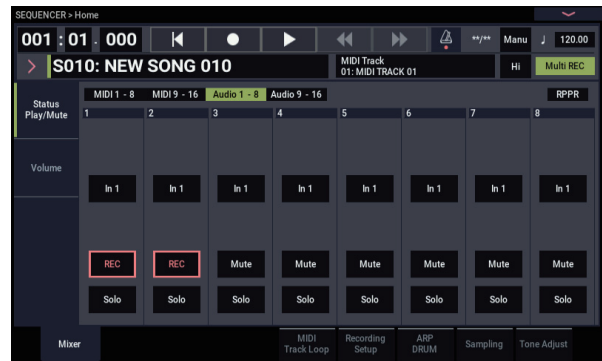 SEQUENCER > Home
001 : 01 . 000 **/** Manu ♩ 120.00
> S010: NEW SONG 010 MIDI Track Hi Multi REC
01: MIDI TRACK 01
Status MIDI 1 - 8 MIDI 9 - 16 Audio 1 - 8 Audio 9 - 16 RPPR
Play/Mute 1 2 3 4 5 6 7 8
Volume
In 1 In 1 In 1 In 1 In 1 In 1 In 1 In 1
REC REC Mute Mute Mute Mute Mute Mute
Solo Solo Solo Solo Solo Solo Solo Solo
Mixer MIDI Recording ARP Sampling Tone Adjust
Track Loop Setup DRUM